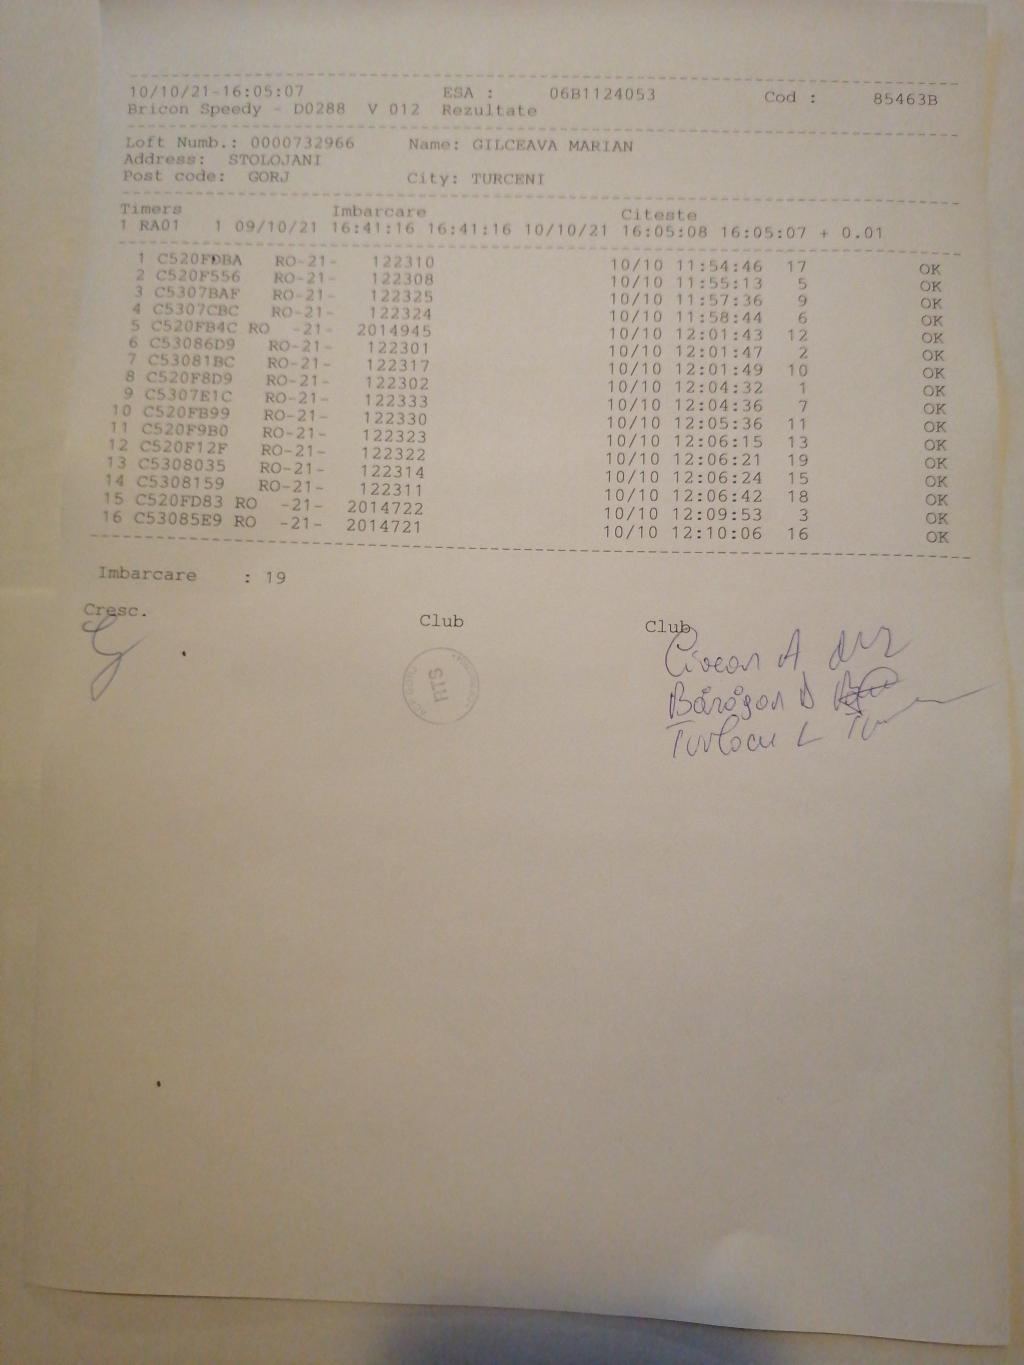 10/10/21-16:05:07 ESA : 06B1124053 Cod : 85463B
Bricon Speedy - D0288 V 012 Rezultate
Loft Numb.: 0000732966 Name: GILCEAVA MARIAN
Address: STOLOJANI
Post code: GORJ City: TURCENI
Timers Imbarcare Citeste
1 RA01 1 09/10/21 16:41:16 16:41:16 10/10/21 16:05:08 16:05:07 + 0.01
1 C520FDBA RO-21- 122310 10/10 11:54:46 17 OK
2 C520F556 RO-21- 122308 10/10 11:55:13 5 OK
3 C5307BAF RO-21- 122325 10/10 11:57:36 9 OK
4 C5307CBC RO-21- 122324 10/10 11:58:44 6 OK
5 C520FB4C RO -21- 2014945 10/10 12:01:43 12 OK
6 C53086D9 RO-21- 122301 10/10 12:01:47 2 OK
7 C53081BC RO-21- 122317 10/10 12:01:49 10 OK
8 C520F8D9 RO-21- 122302 10/10 12:04:32 1 OK
9 C5307E1C RO-21- 122333 10/10 12:04:36 7 OK
10 C520FB99 RO-21- 122330 10/10 12:05:36 11 OK
11 C520F9B0 RO-21- 122323 10/10 12:06:15 13 OK
12 C520F12F RO-21- 122322 10/10 12:06:21 19 OK
13 C5308035 RO-21- 122314 10/10 12:06:24 15 OK
14 C5308159 RO-21- 122311 10/10 12:06:42 18 OK
15 C520FD83 RO -21- 2014722 10/10 12:09:53 3 OK
16 C53085E9 RO -21- 2014721 10/10 12:10:06 16 OK
Imbarcare : 19
Cresc. Club Club
RTS
A
D
L